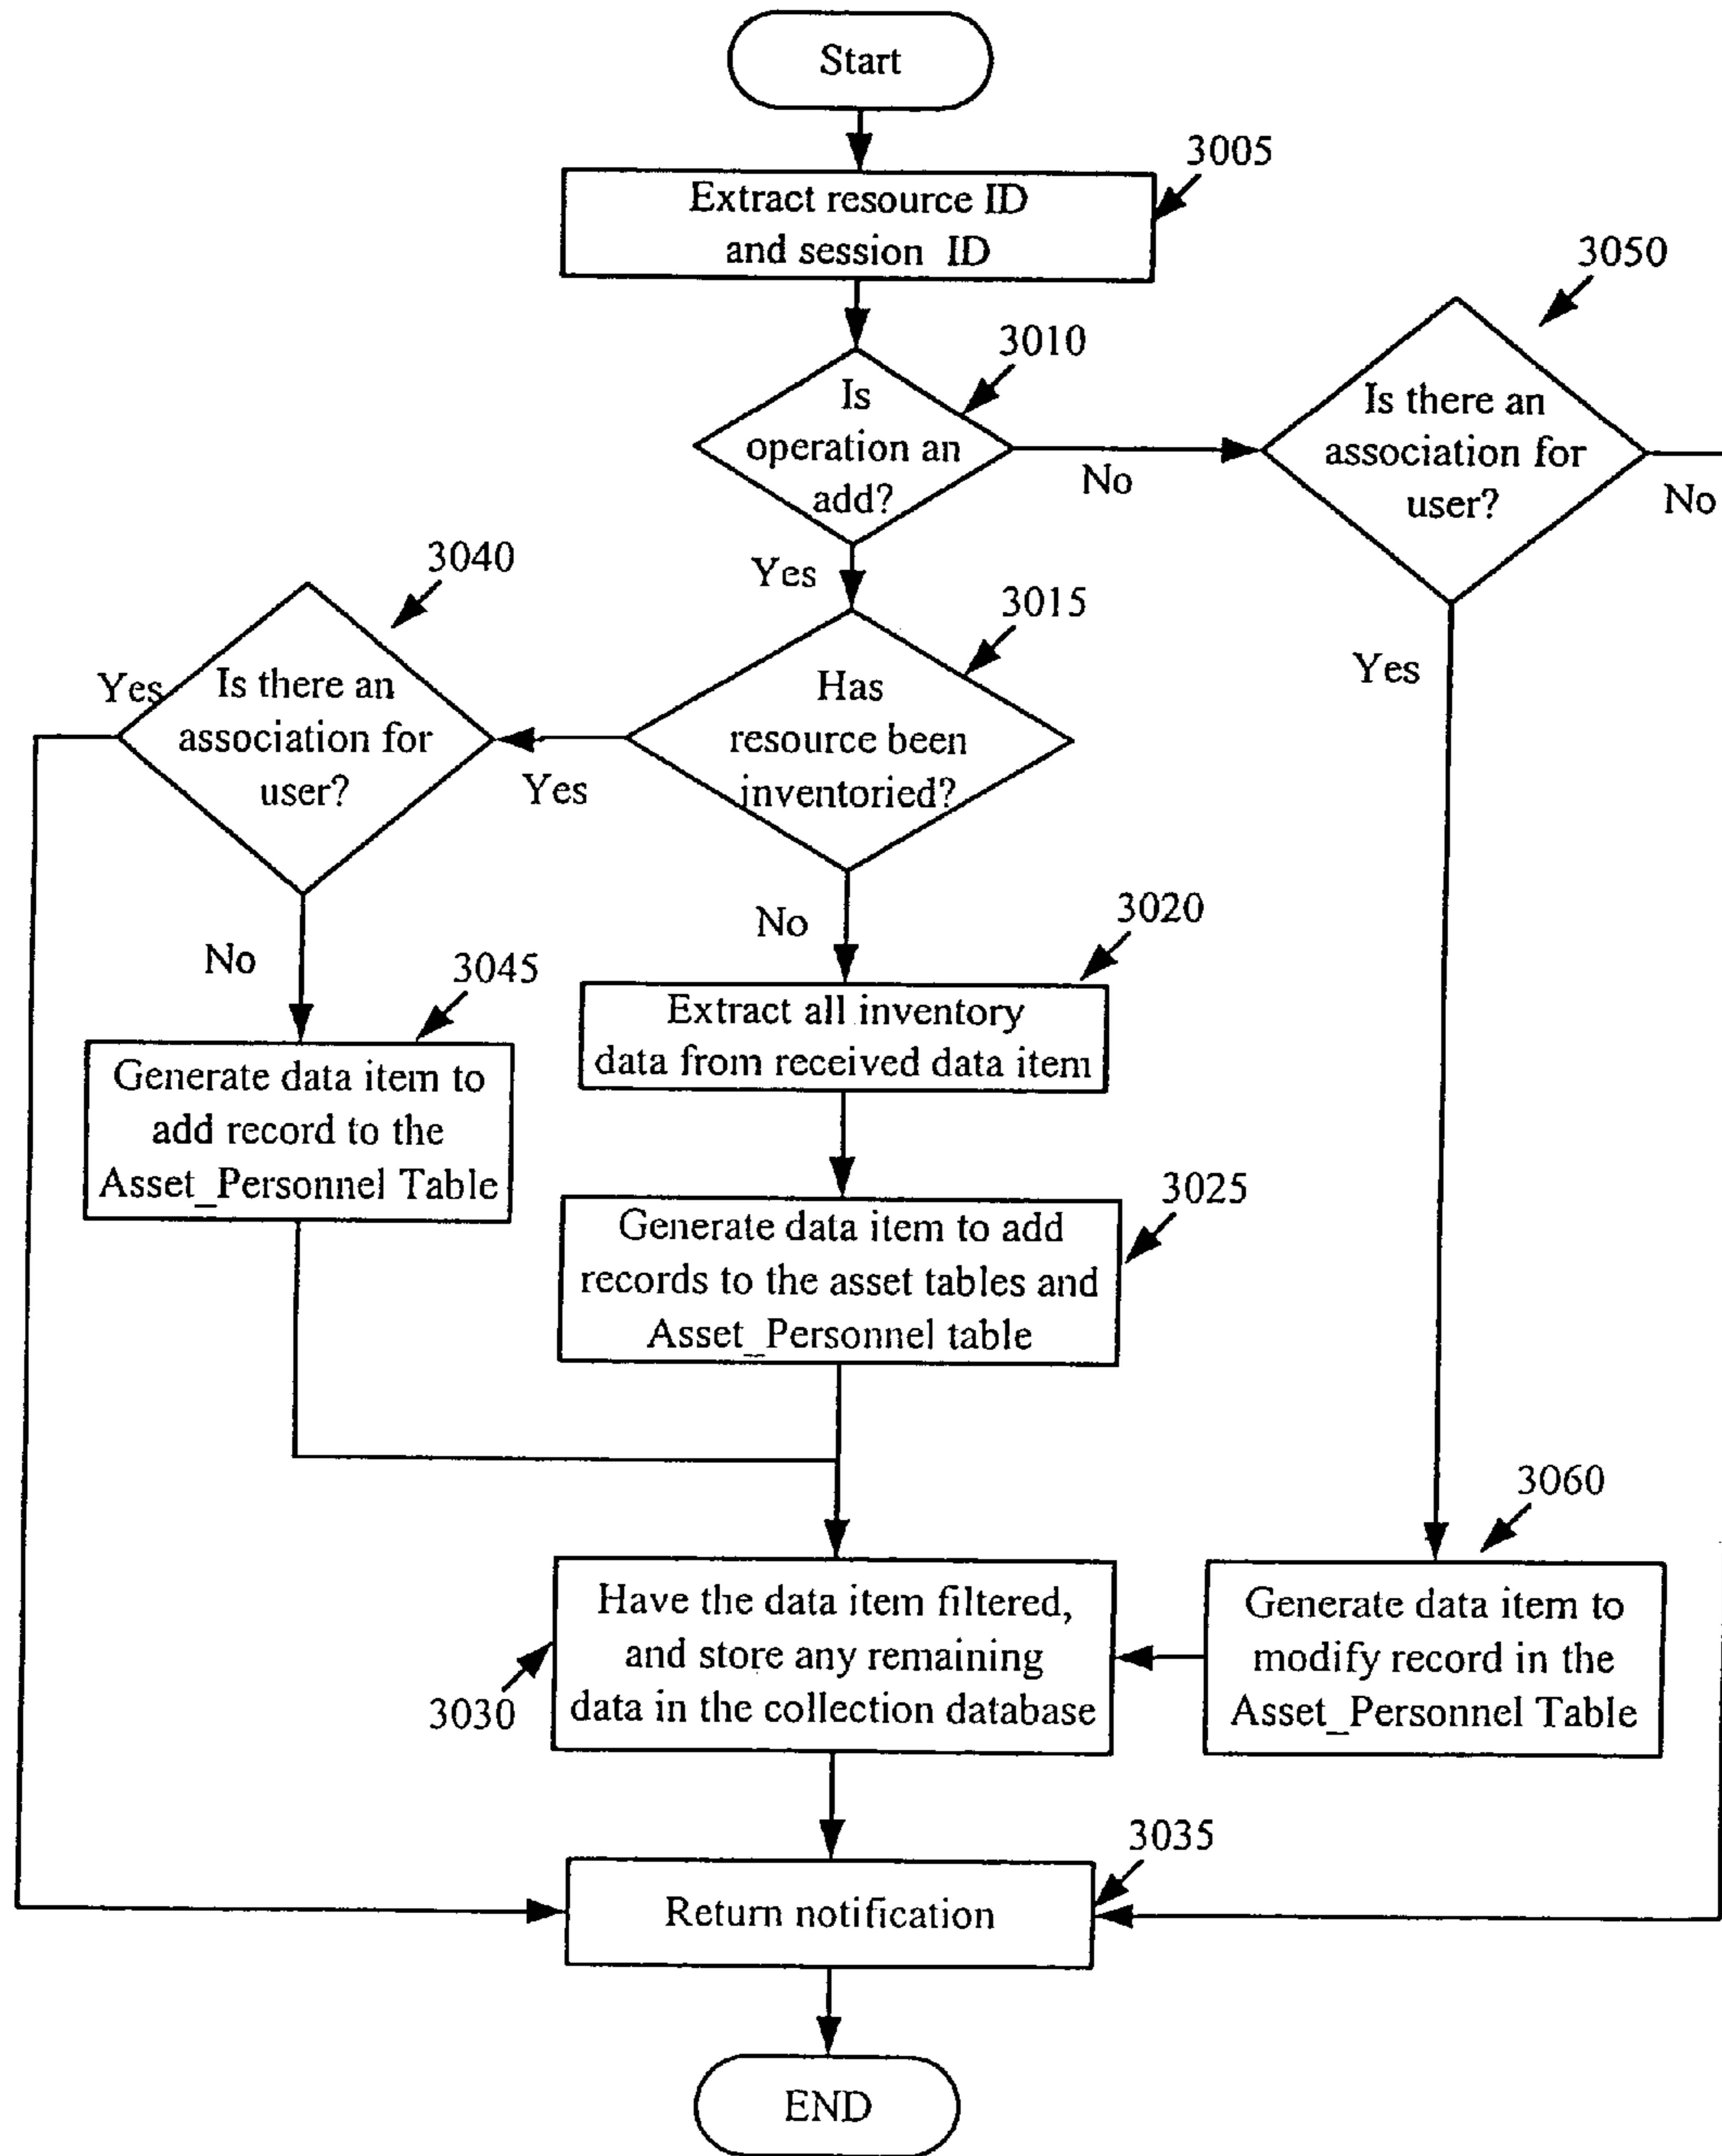 Start
3005
Extract resource ID
and session ID
3050
3010
Is
operation an
add?
No
Is there an
association for
user?
No
3040
Yes
3015
Yes
Is there an
association for
user?
Yes
Has
resource been
inventoried?
Yes
No
3020
No
3045
Extract all inventory
data from received data item
Generate data item to
add record to the
Asset_Personnel Table
3025
Generate data item to add
records to the asset tables and
Asset_Personnel table
3060
Have the data item filtered,
and store any remaining
data in the collection database
3030
Generate data item to
modify record in the
Asset_Personnel Table
3035
Return notification
END